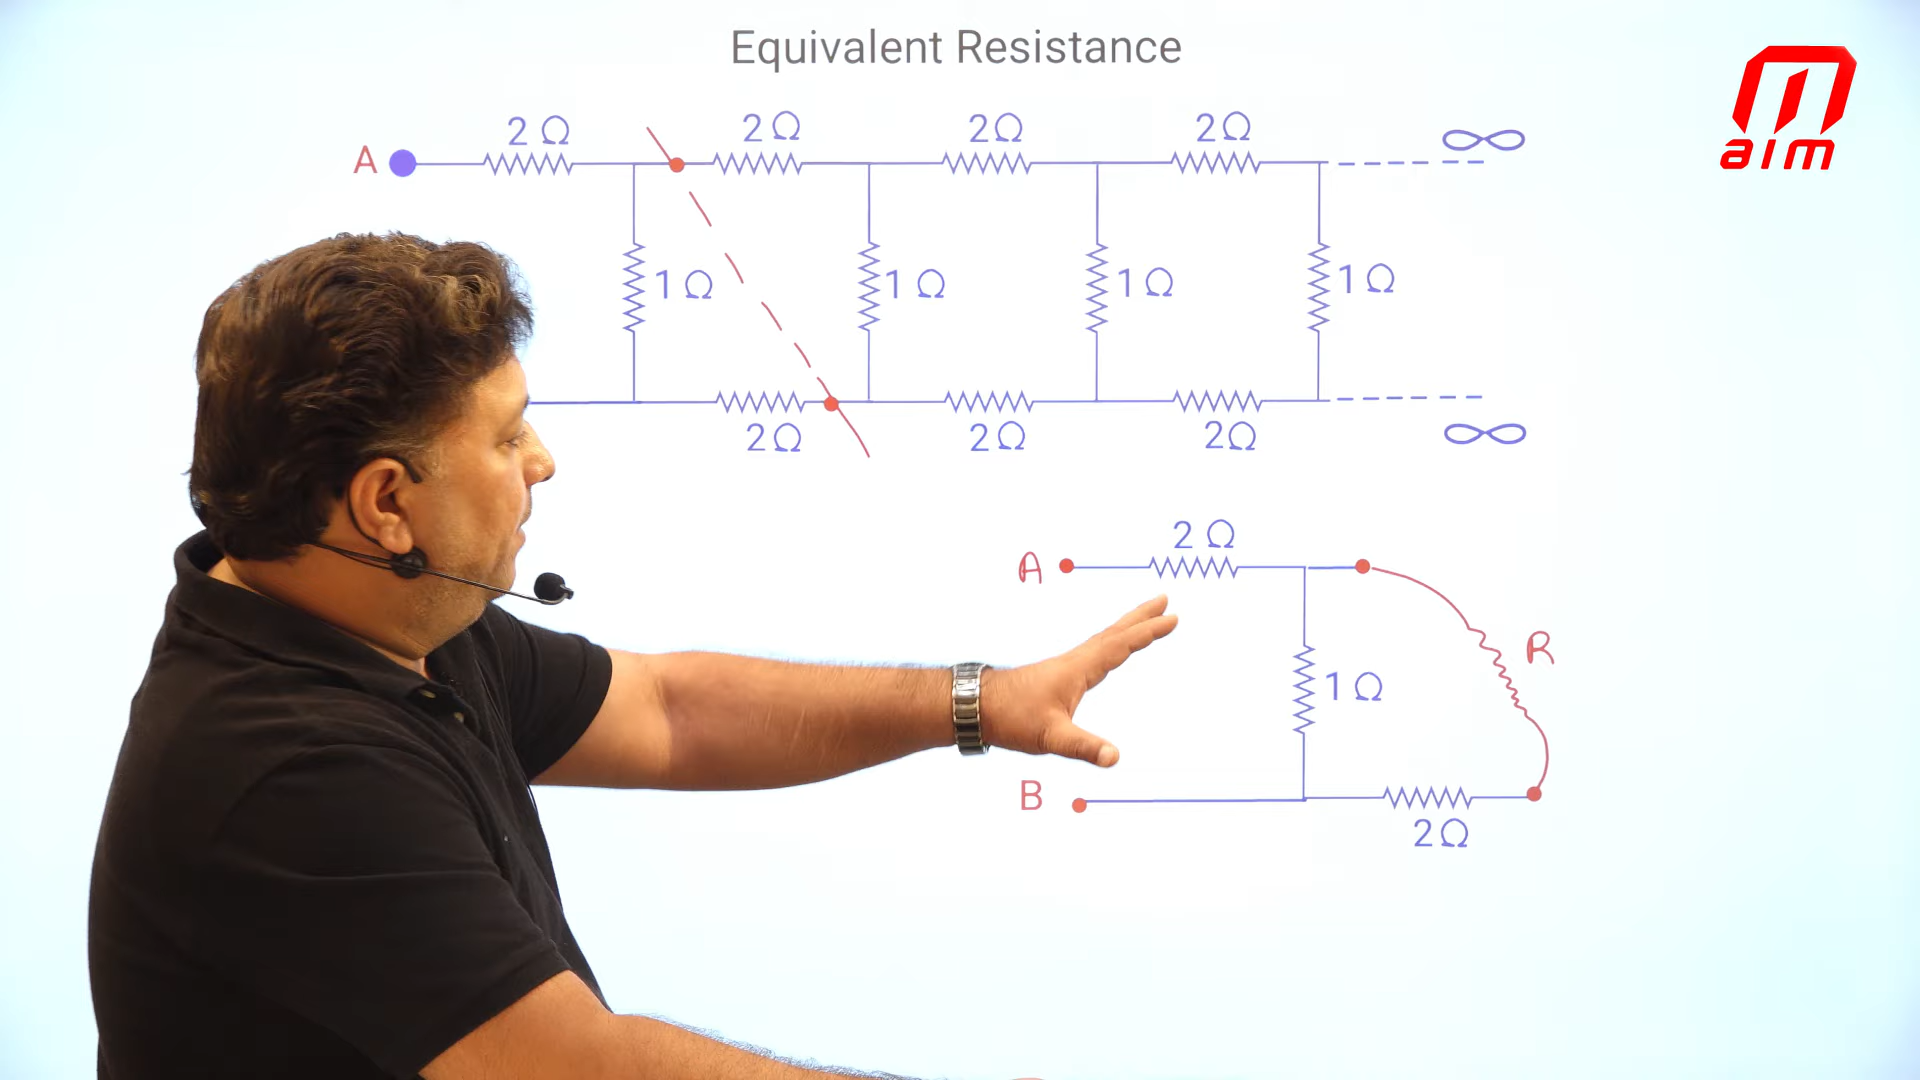 Equivalent Resistance
aim
A 2 Ω 2 Ω 2 Ω 2 Ω ∞
1 Ω 1 Ω 1 Ω 1 Ω
2 Ω 2 Ω 2 Ω ∞
A 2 Ω
R
1 Ω
B
2 Ω